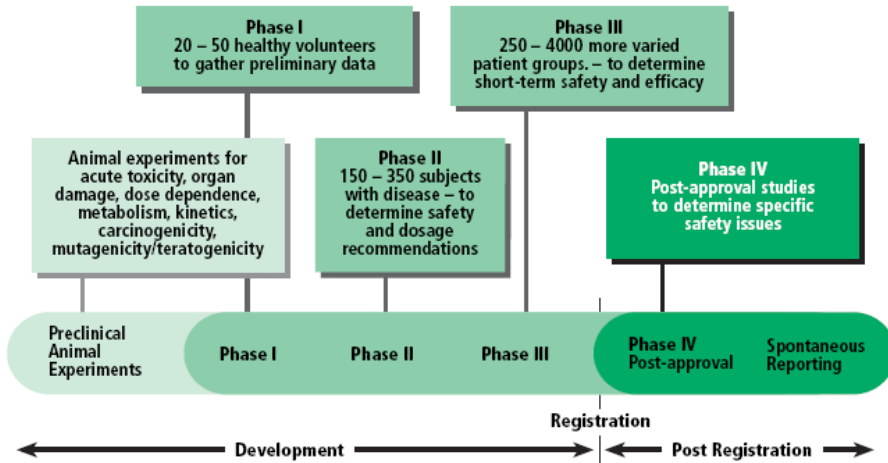 Phase I
20 – 50 healthy volunteers
to gather preliminary data
Phase III
250 – 4000 more varied
patient groups. – to determine
short-term safety and efficacy
Animal experiments for
acute toxicity, organ
damage, dose dependence,
metabolism, kinetics,
carcinogenicity,
mutagenicity/teratogenicity
Phase II
150 – 350 subjects
with disease – to
determine safety
and dosage
recommendations
Phase IV
Post-approval studies
to determine specific
safety issues
Preclinical
Animal
Experiments
Phase I
Phase II
Phase III
Phase IV
Post-approval
Spontaneous
Reporting
Registration
Development
Post Registration